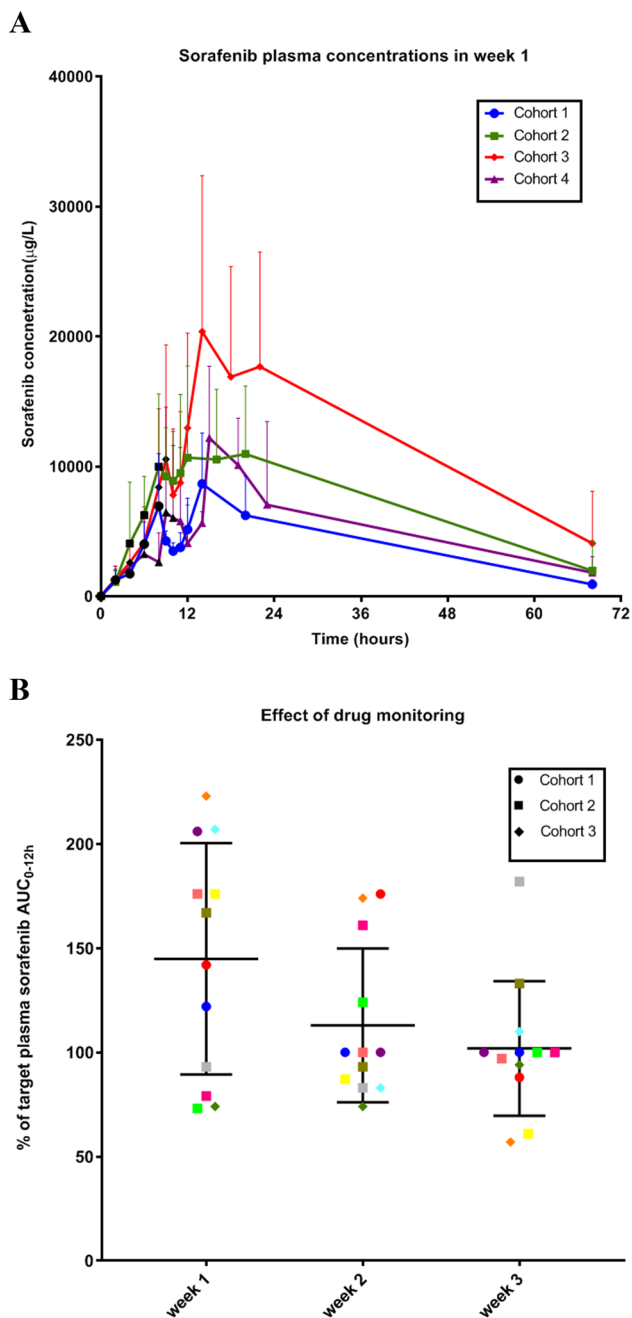 A
Sorafenib plasma concentrations in week 1
Sorafenib concnetration(μg/L)
40000
30000
20000
10000
0
Cohort 1
Cohort 2
Cohort 3
Cohort 4
0 12 24 36 48 60 72
Time (hours)
B
Effect of drug monitoring
% of target plasma sorafenib AUC0-12h
250
200
150
100
50
0
Cohort 1
Cohort 2
Cohort 3
week 1 week 2 week 3